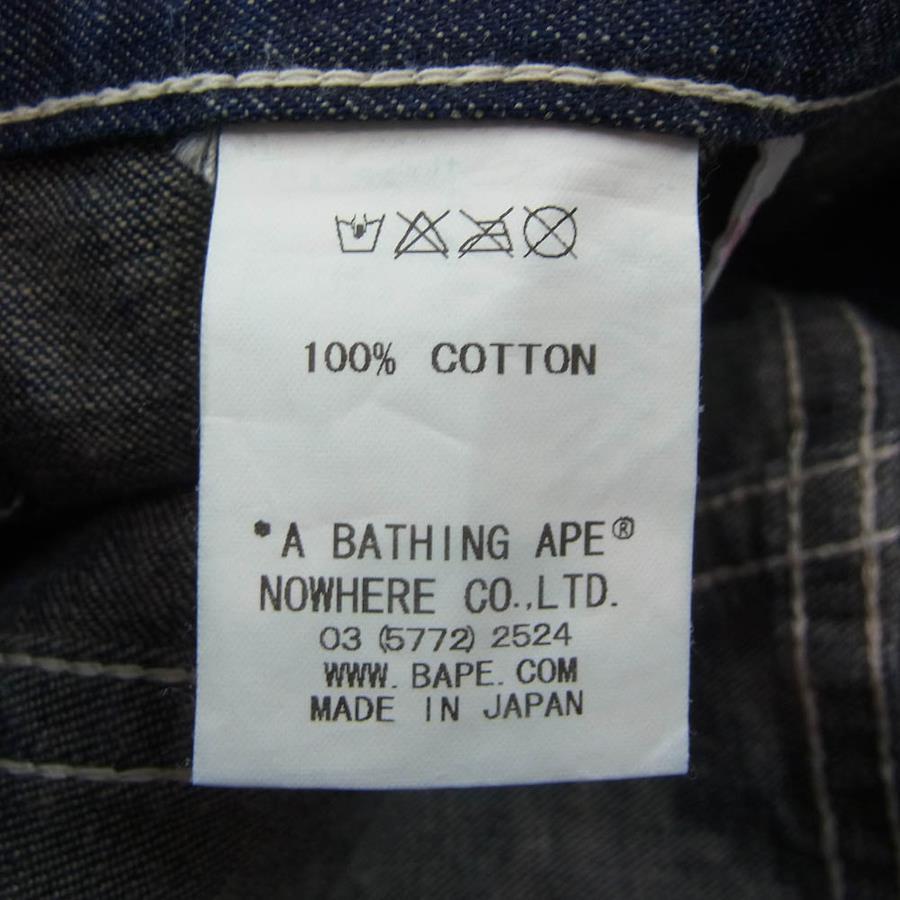 100% COTTON
*A BATHING APE®
NOWHERE CO.,LTD.
03 (5772) 2524
WWW. BAPE. COM
MADE IN JAPAN